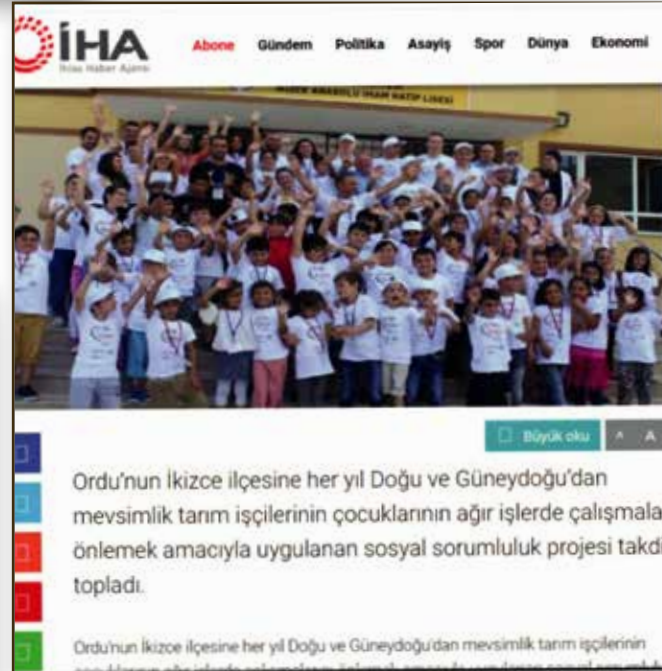 İHA
İhlas Haber Ajansı
Abone Gündem Politika Asayiş Spor Dünya Ekonomi
İKİZCE ANADOLU İMAM HATİP LİSESİ
Büyük oku
A A
Ordu'nun İkizce ilçesine her yıl Doğu ve Güneydoğu'dan
mevsimlik tarım işçilerinin çocuklarının ağır işlerde çalışmala
önlemek amacıyla uygulanan sosyal sorumluluk projesi takdi
topladı.
Ordu'nun İkizce ilçesine her yıl Doğu ve Güneydoğu'dan mevsimlik tarım işçilerinin